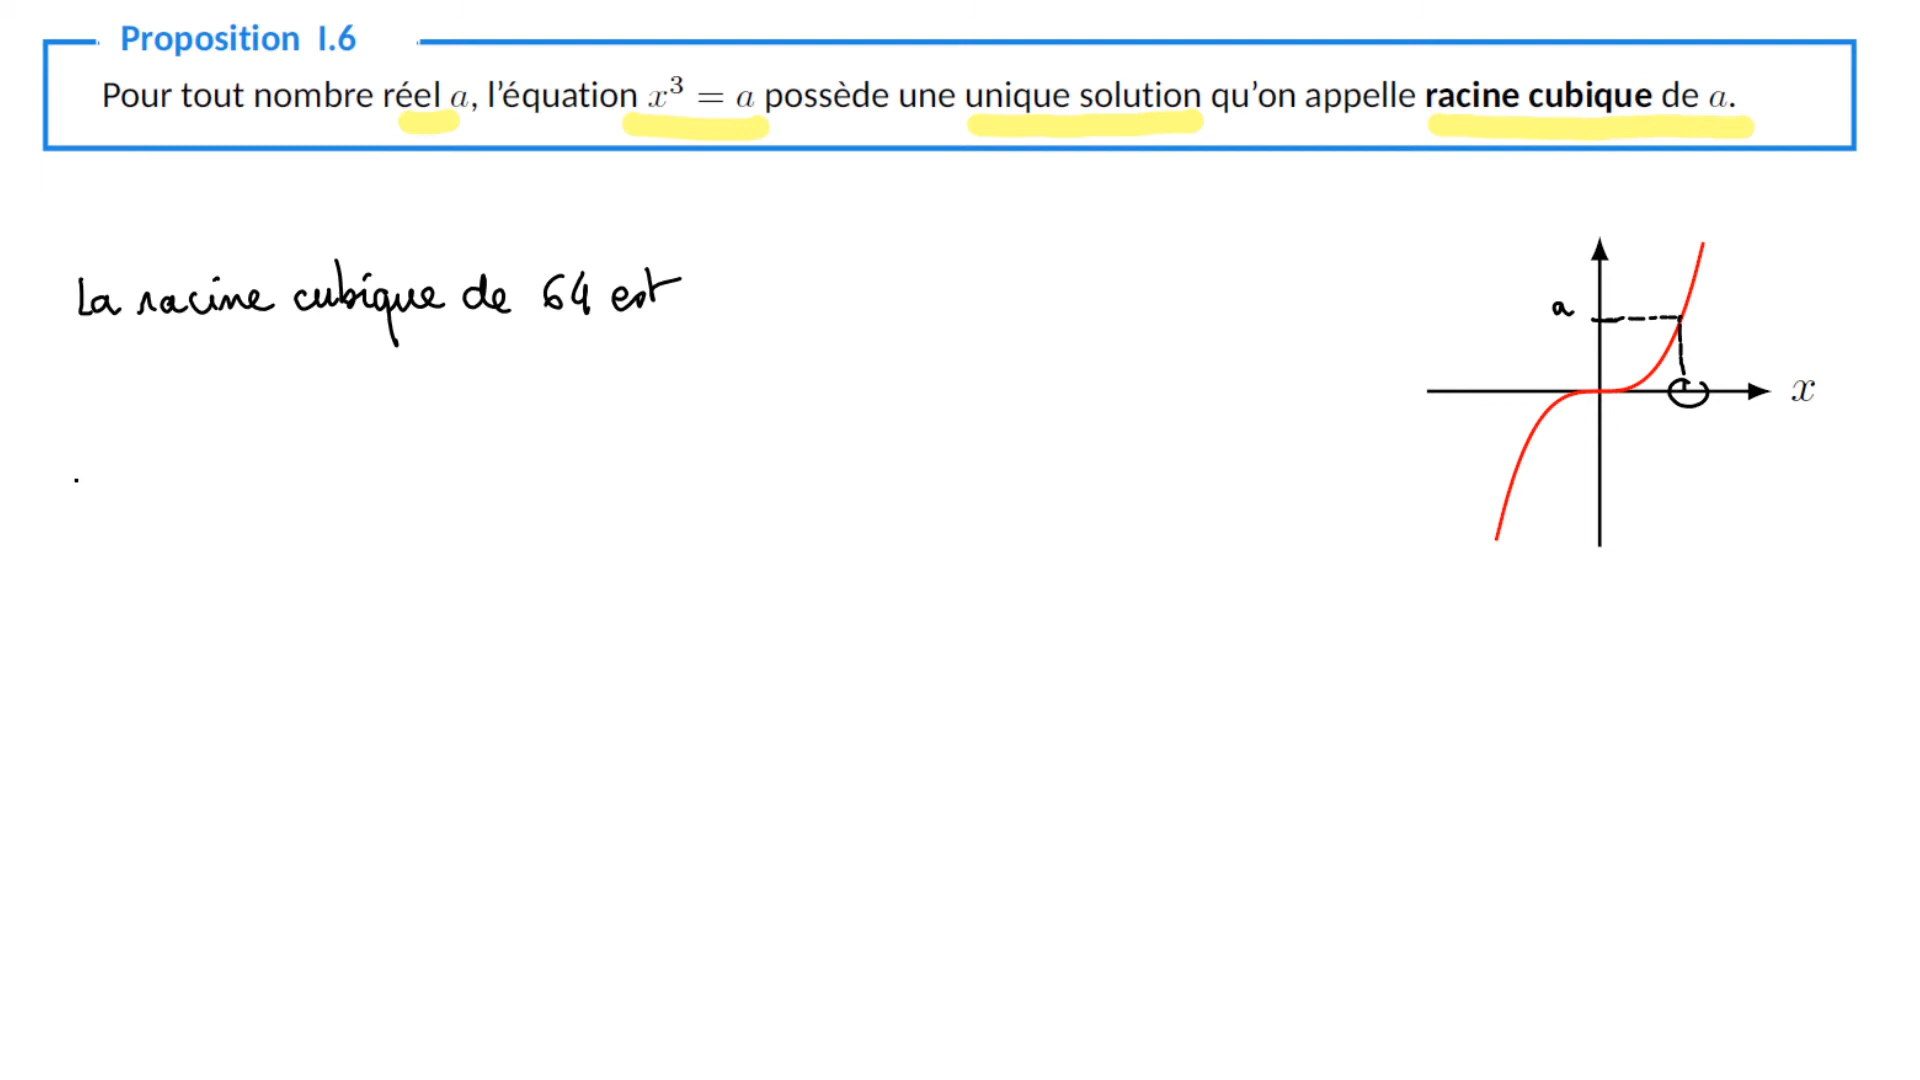 Proposition I.6
Pour tout nombre réel a, l'équation x³ = a possède une unique solution qu'on appelle racine cubique de a.
La racine cubique de 64 est
a
x